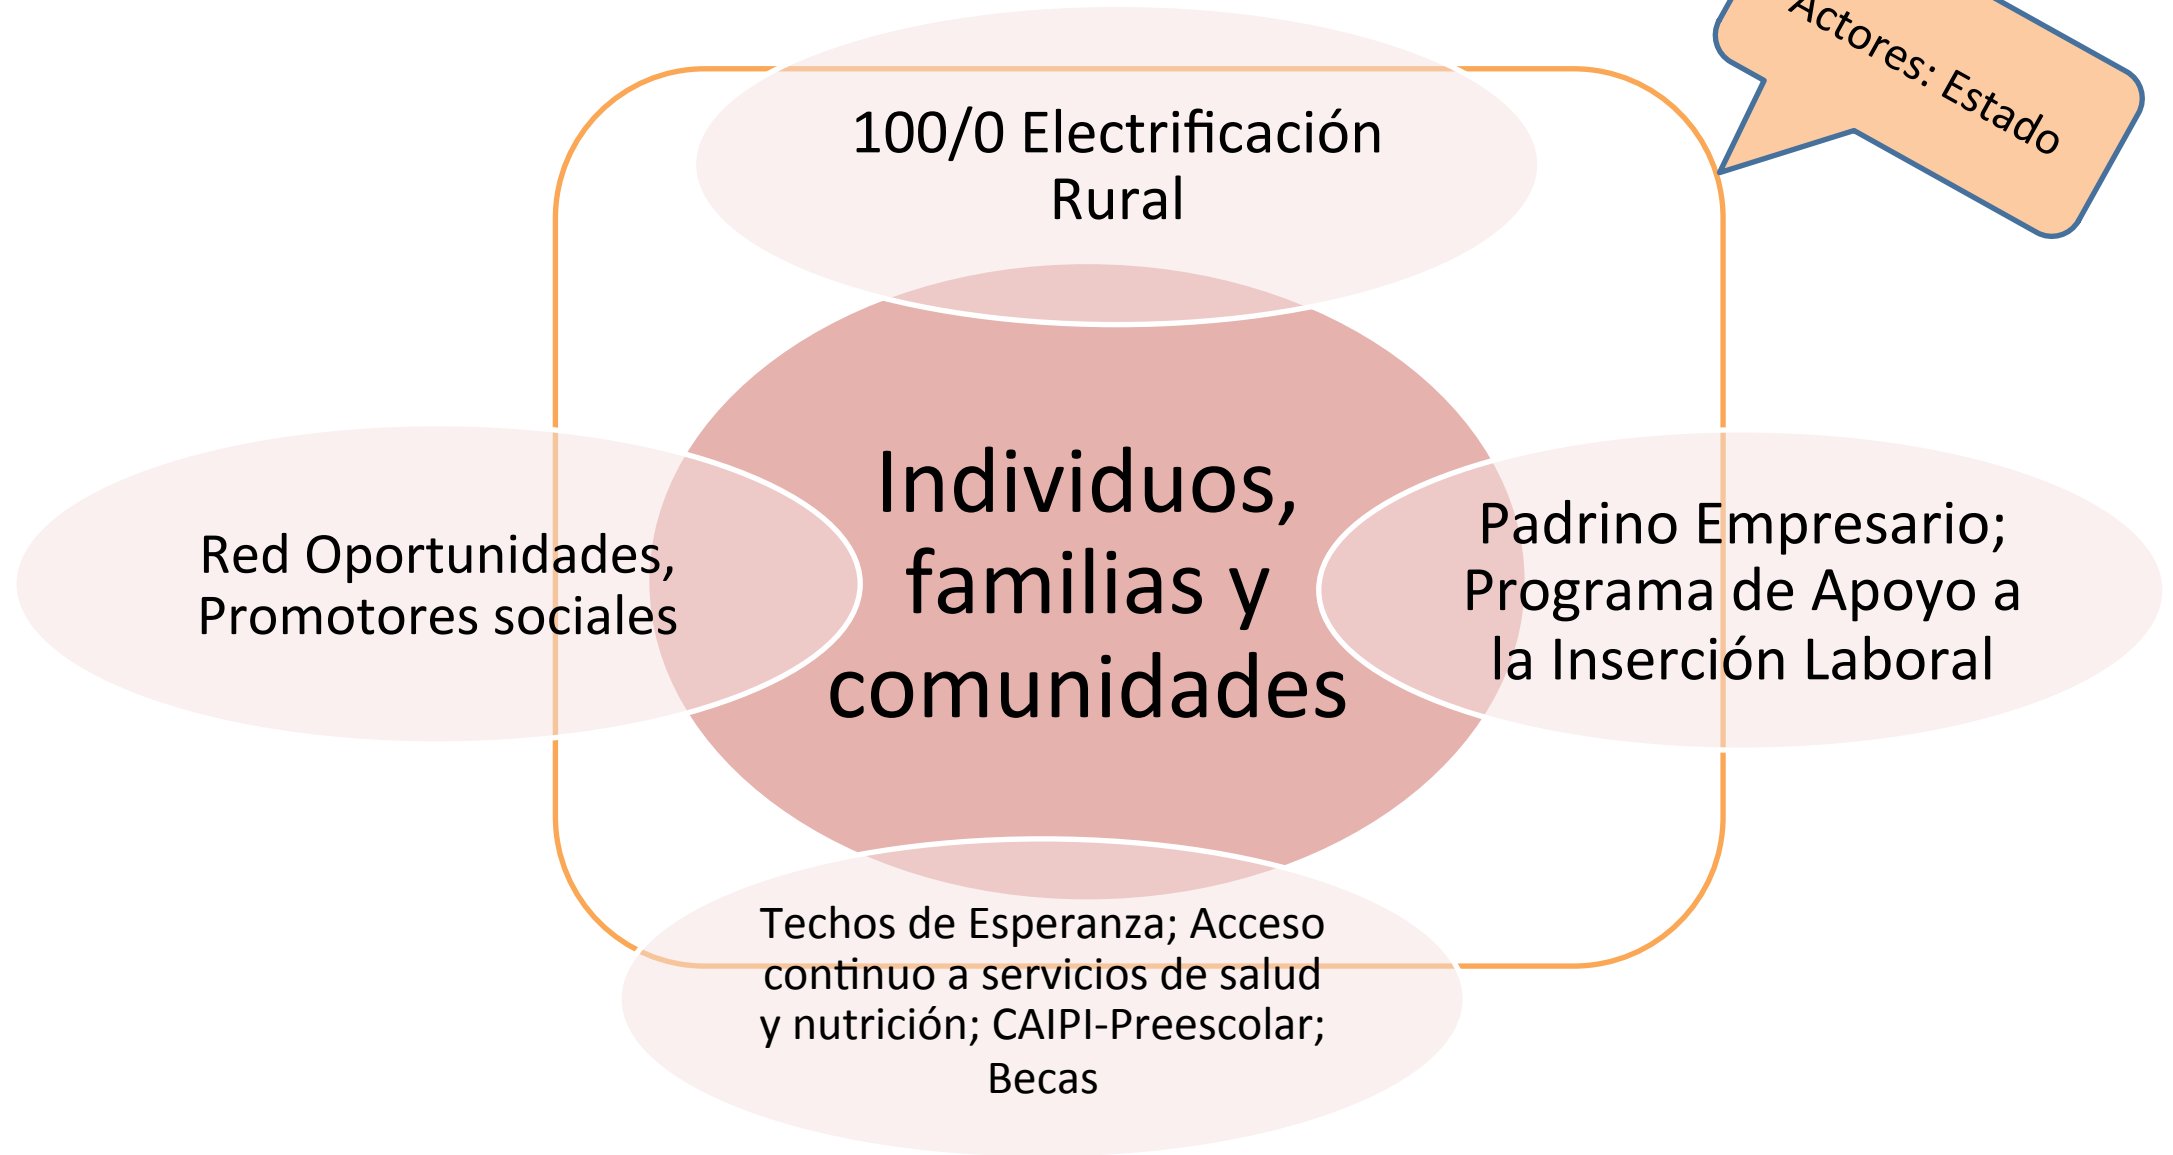 Actores: Estado
100/0 Electrificación
Rural
Individuos,
familias y
comunidades
Red Oportunidades,
Promotores sociales
Padrino Empresario;
Programa de Apoyo a
la Inserción Laboral
Techos de Esperanza; Acceso
continuo a servicios de salud
y nutrición; CAIPI-Preescolar;
Becas